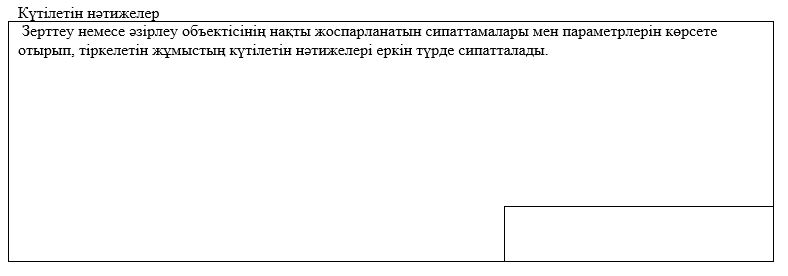 Күтілетін нәтижелер
Зерттеу немесе әзірлеу объектісінің нақты жоспарланатын сипаттамалары мен параметрлерін көрсете
отырып, тіркелетін жұмыстың күтілетін нәтижелері еркін түрде сипатталады.